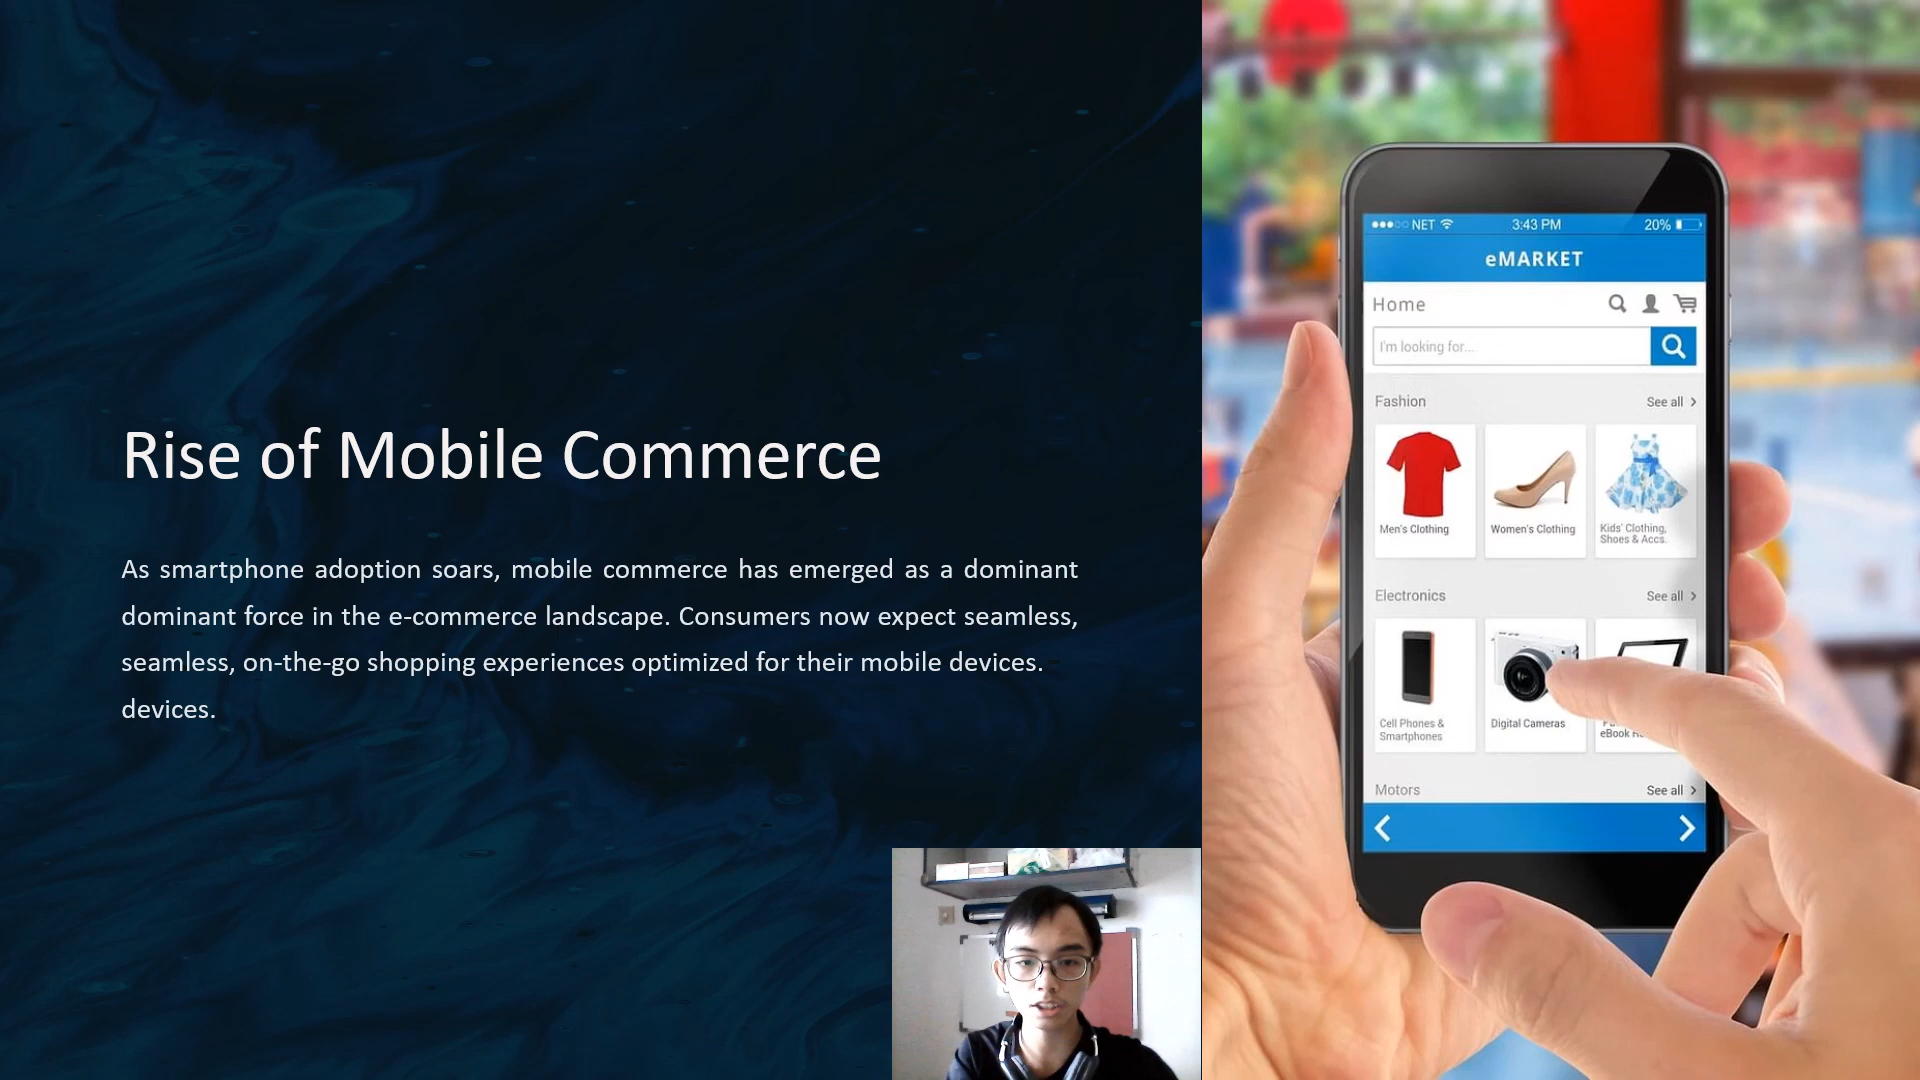 Rise of Mobile Commerce
As smartphone adoption soars, mobile commerce has emerged as a dominant
dominant force in the e-commerce landscape. Consumers now expect seamless,
seamless, on-the-go shopping experiences optimized for their mobile devices.
devices.
NET 3:43 PM 20%
eMARKET
Home
I'm looking for...
Fashion See all
Men's Clothing Women's Clothing Kids' Clothing,
Shoes & Accs.
Electronics See all
Cell Phones &
Smartphones
Digital Cameras
eBook
Motors See all